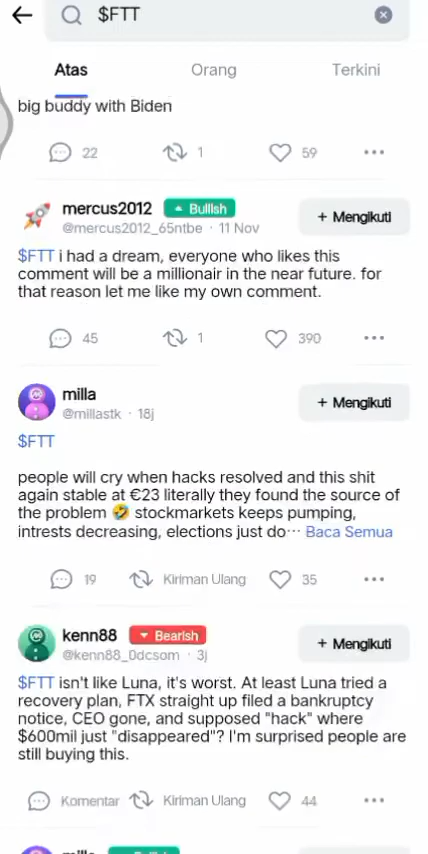 $FTT
Atas Orang Terkini
big buddy with Biden
22 1 59
mercus2012 Bullish
+ Mengikuti
@mercus2012_65ntbe · 11 Nov
$FTT i had a dream, everyone who likes this
comment will be a millionair in the near future. for
that reason let me like my own comment.
45 1 390
milla
+ Mengikuti
@millastk · 18j
$FTT
people will cry when hacks resolved and this shit
again stable at €23 literally they found the source of
the problem 🤣 stockmarkets keeps pumping,
intrests decreasing, elections just do··· Baca Semua
19 Kiriman Ulang 35
kenn88 Bearish
+ Mengikuti
@kenn88_0dcsom · 3j
$FTT isn't like Luna, it's worst. At least Luna tried a
recovery plan, FTX straight up filed a bankruptcy
notice, CEO gone, and supposed "hack" where
$600mil just "disappeared"? I'm surprised people are
still buying this.
Komentar Kiriman Ulang 44